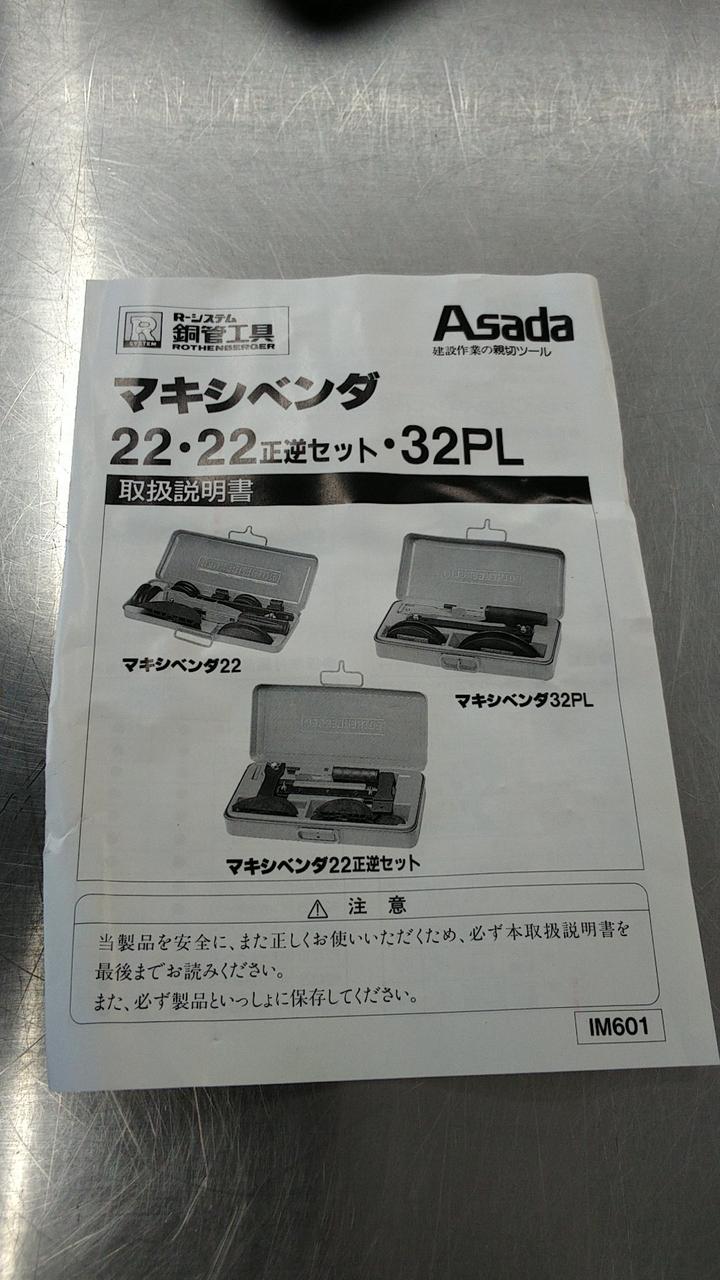 R SYSTEM
R-システム
銅管工具
ROTHENBERGER
Asada
建設作業の親切ツール
マキシベンダ
22・22正逆セット・32PL
取扱説明書
マキシベンダ22
マキシベンダ32PL
マキシベンダ22正逆セット
⚠ 注意
当製品を安全に、また正しくお使いいただくため、必ず本取扱説明書を
最後までお読みください。
また、必ず製品といっしょに保存してください。
IM601